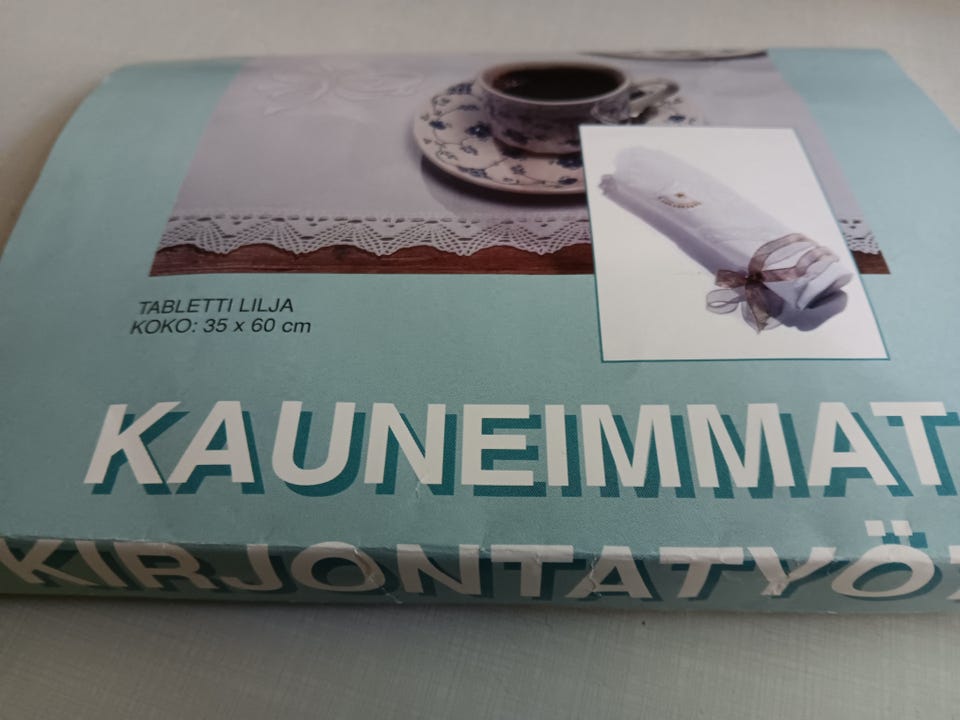 TABLETTI LILJA
KOKO: 35 x 60 cm
KAUNEIMMAT
KIRJONTATYÖ